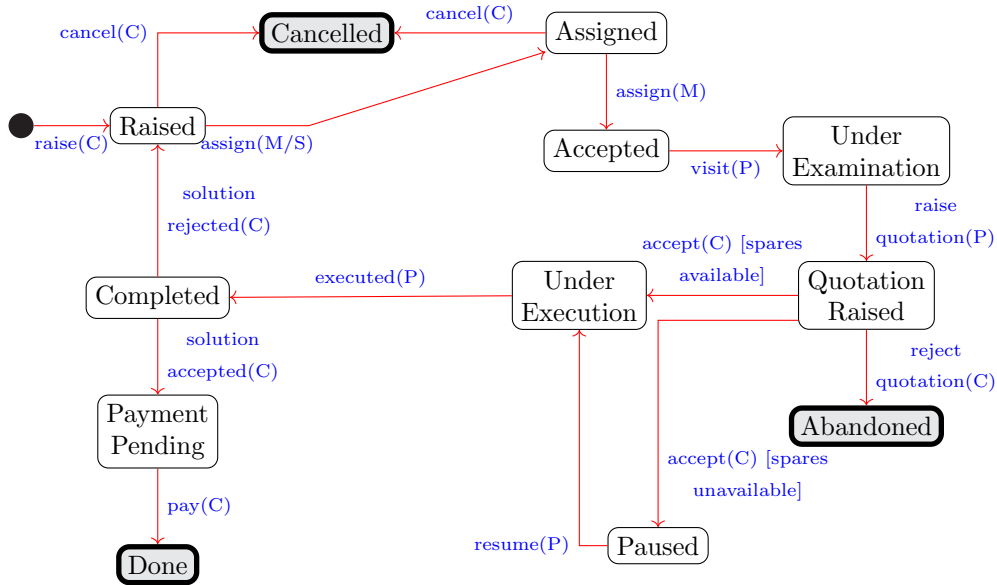 cancel(C)
Cancelled
cancel(C)
Assigned
assign(M)
raise(C)
Raised
assign(M/S)
Accepted
visit(P)
Under
Examination
solution
rejected(C)
raise
quotation(P)
accept(C) [spares
available]
Completed
executed(P)
Under
Execution
Quotation
Raised
solution
accepted(C)
reject
quotation(C)
Payment
Pending
Abandoned
accept(C) [spares
unavailable]
pay(C)
resume(P)
Paused
Done